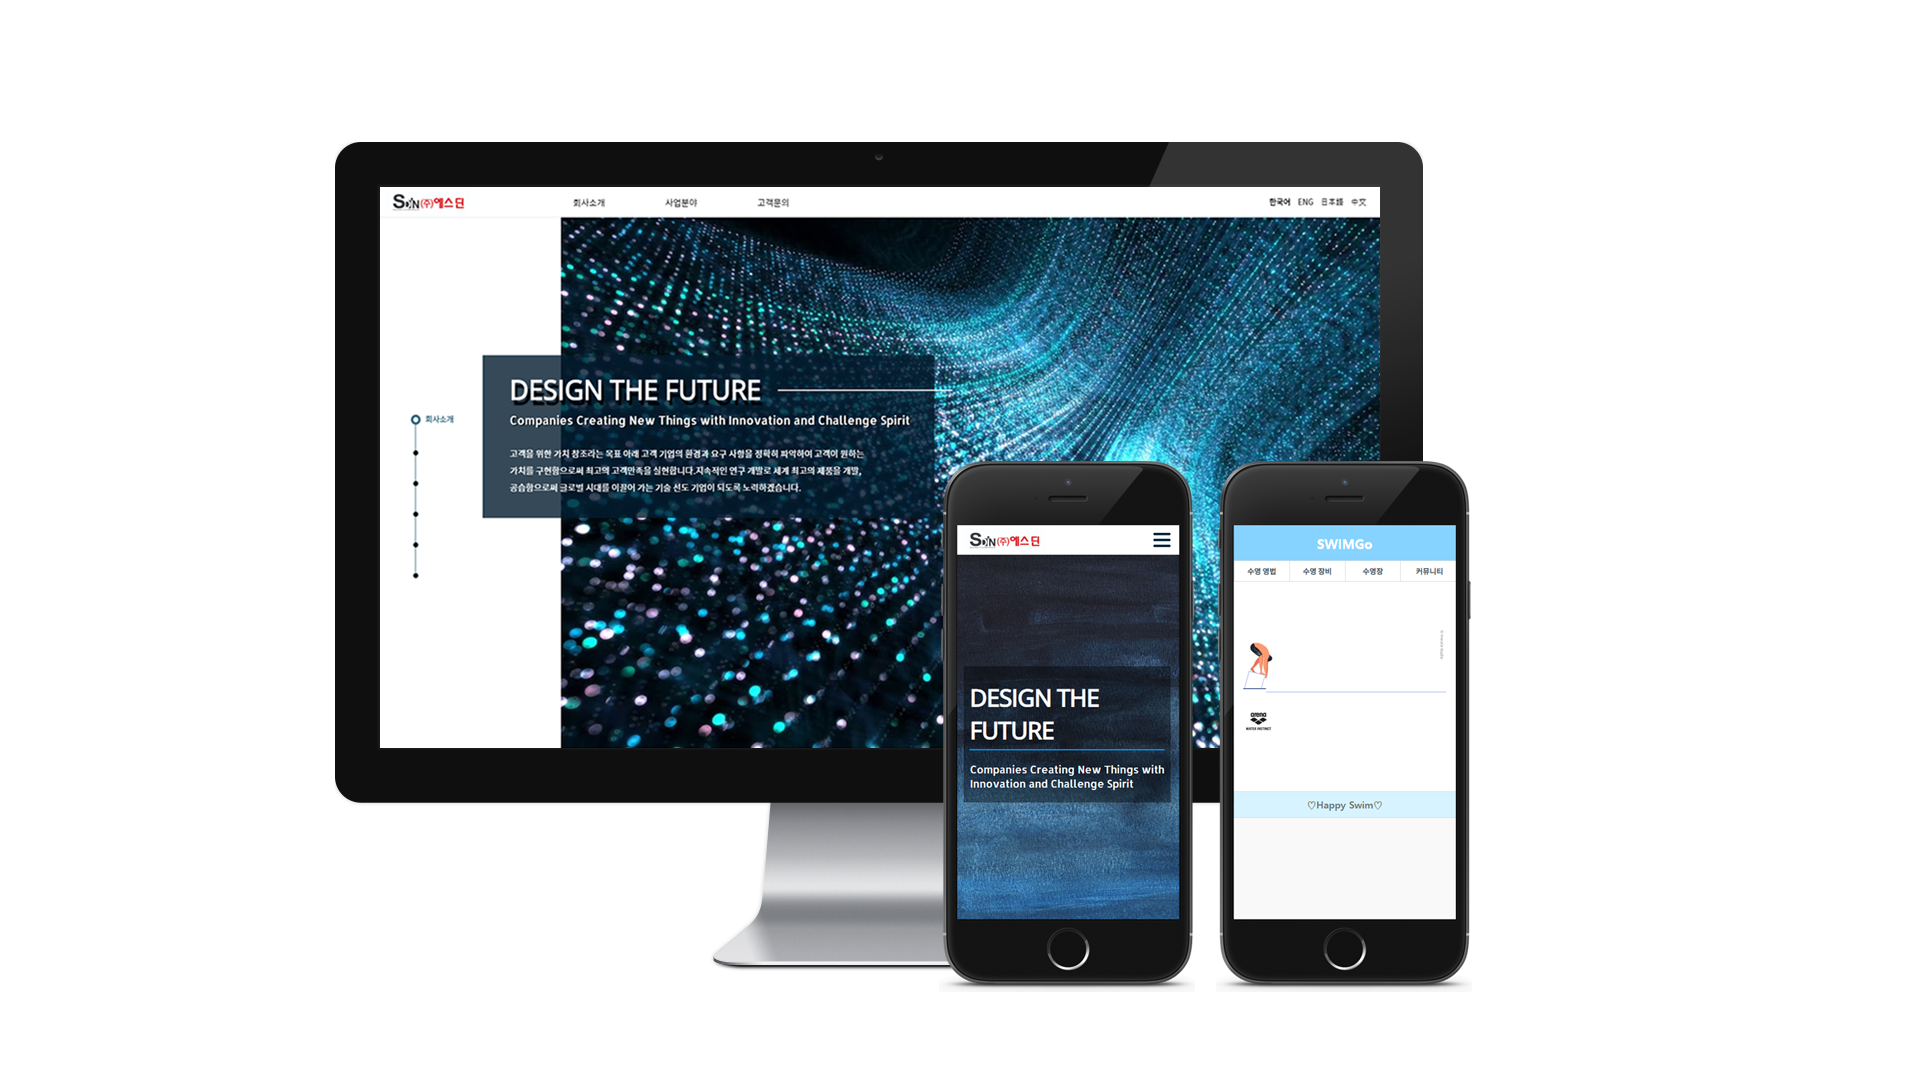 SDN(주)에스딘
회사소개 사업분야 고객문의
한국어 ENG 日本語 中文
회사소개
DESIGN THE FUTURE
Companies Creating New Things with Innovation and Challenge Spirit
고객을 위한 가치 창조라는 목표 아래 고객 기업의 환경과 요구 사항을 정확히 파악하여 고객이 원하는
가치를 구현함으로써 최고의 고객만족을 실현합니다.지속적인 연구 개발로 세계 최고의 제품을 개발,
공습함으로써 글로벌 시대를 이끌어 가는 기술 선도 기업이 되도록 노력하겠습니다.
SDN(주)에스딘
DESIGN THE
FUTURE
Companies Creating New Things with
Innovation and Challenge Spirit
SWIMGo
수영 영법 수영 장비 수영장 커뮤니티
arena
WATER INSTINCT
♡Happy Swim♡